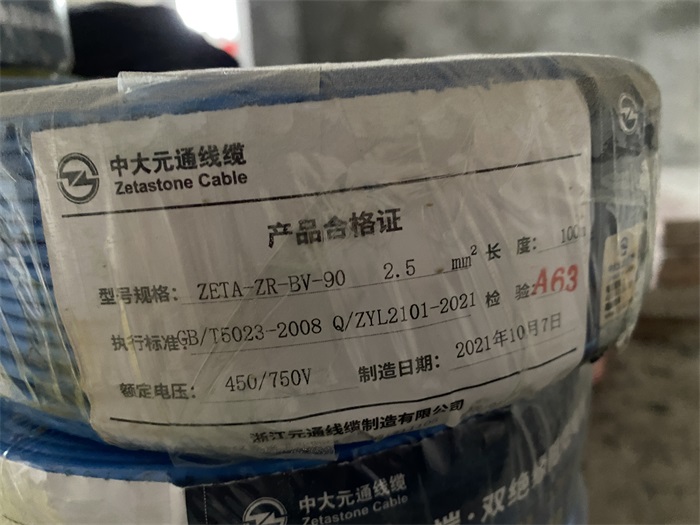 中大元通线缆
Zetastone Cable
产品合格证
型号规格: ZETA-ZR-BV-90 2.5 mm² 长 度: 100
执行标准: GB/T5023-2008 Q/ZYL2101-2021 检 验 A63
额定电压: 450/750V 制造日期: 2021年10月7日
浙江元通线缆制造有限公司
中大元通线缆
Zetastone Cable
·双绝